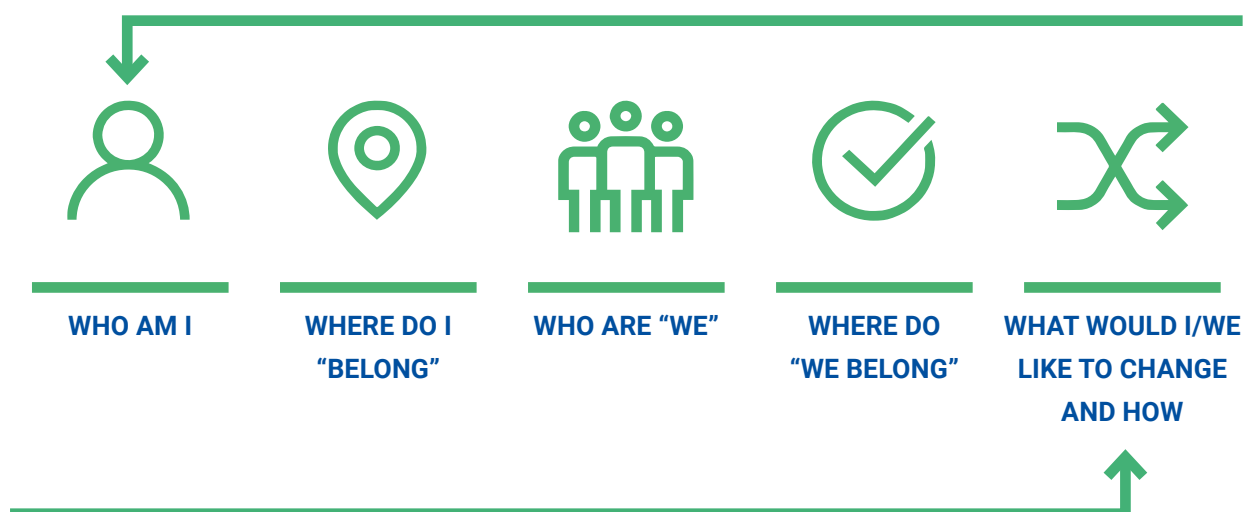 WHO AM I
WHERE DO I
“BELONG”
WHO ARE “WE”
WHERE DO
“WE BELONG”
WHAT WOULD I/WE
LIKE TO CHANGE
AND HOW